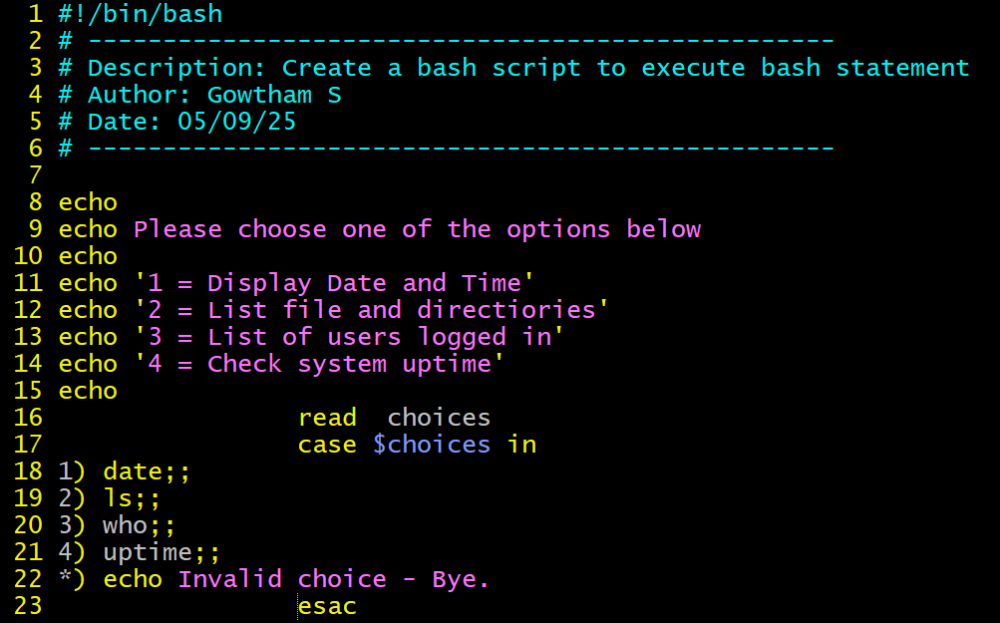 1 #!/bin/bash
2 # --------------------------------------------------
3 # Description: Create a bash script to execute bash statement
4 # Author: Gowtham S
5 # Date: 05/09/25
6 # --------------------------------------------------
7
8 echo
9 echo Please choose one of the options below
10 echo
11 echo '1 = Display Date and Time'
12 echo '2 = List file and directiories'
13 echo '3 = List of users logged in'
14 echo '4 = Check system uptime'
15 echo
16                 read  choices
17                 case $choices in
18 1) date;;
19 2) ls;;
20 3) who;;
21 4) uptime;;
22 *) echo Invalid choice - Bye.
23                 esac